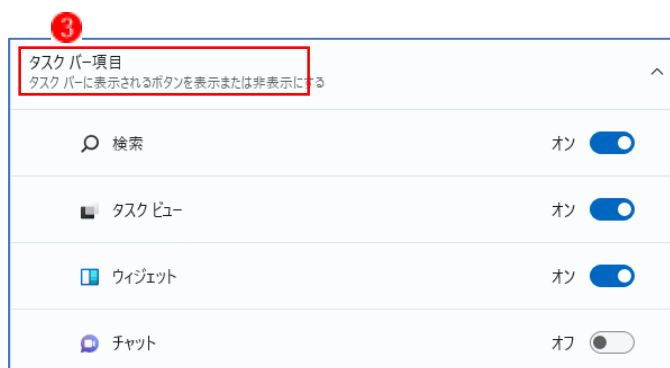 3
タスク バー項目
タスク バーに表示されるボタンを表示または非表示にする
検索 オン
タスク ビュー オン
ウィジェット オン
チャット オフ